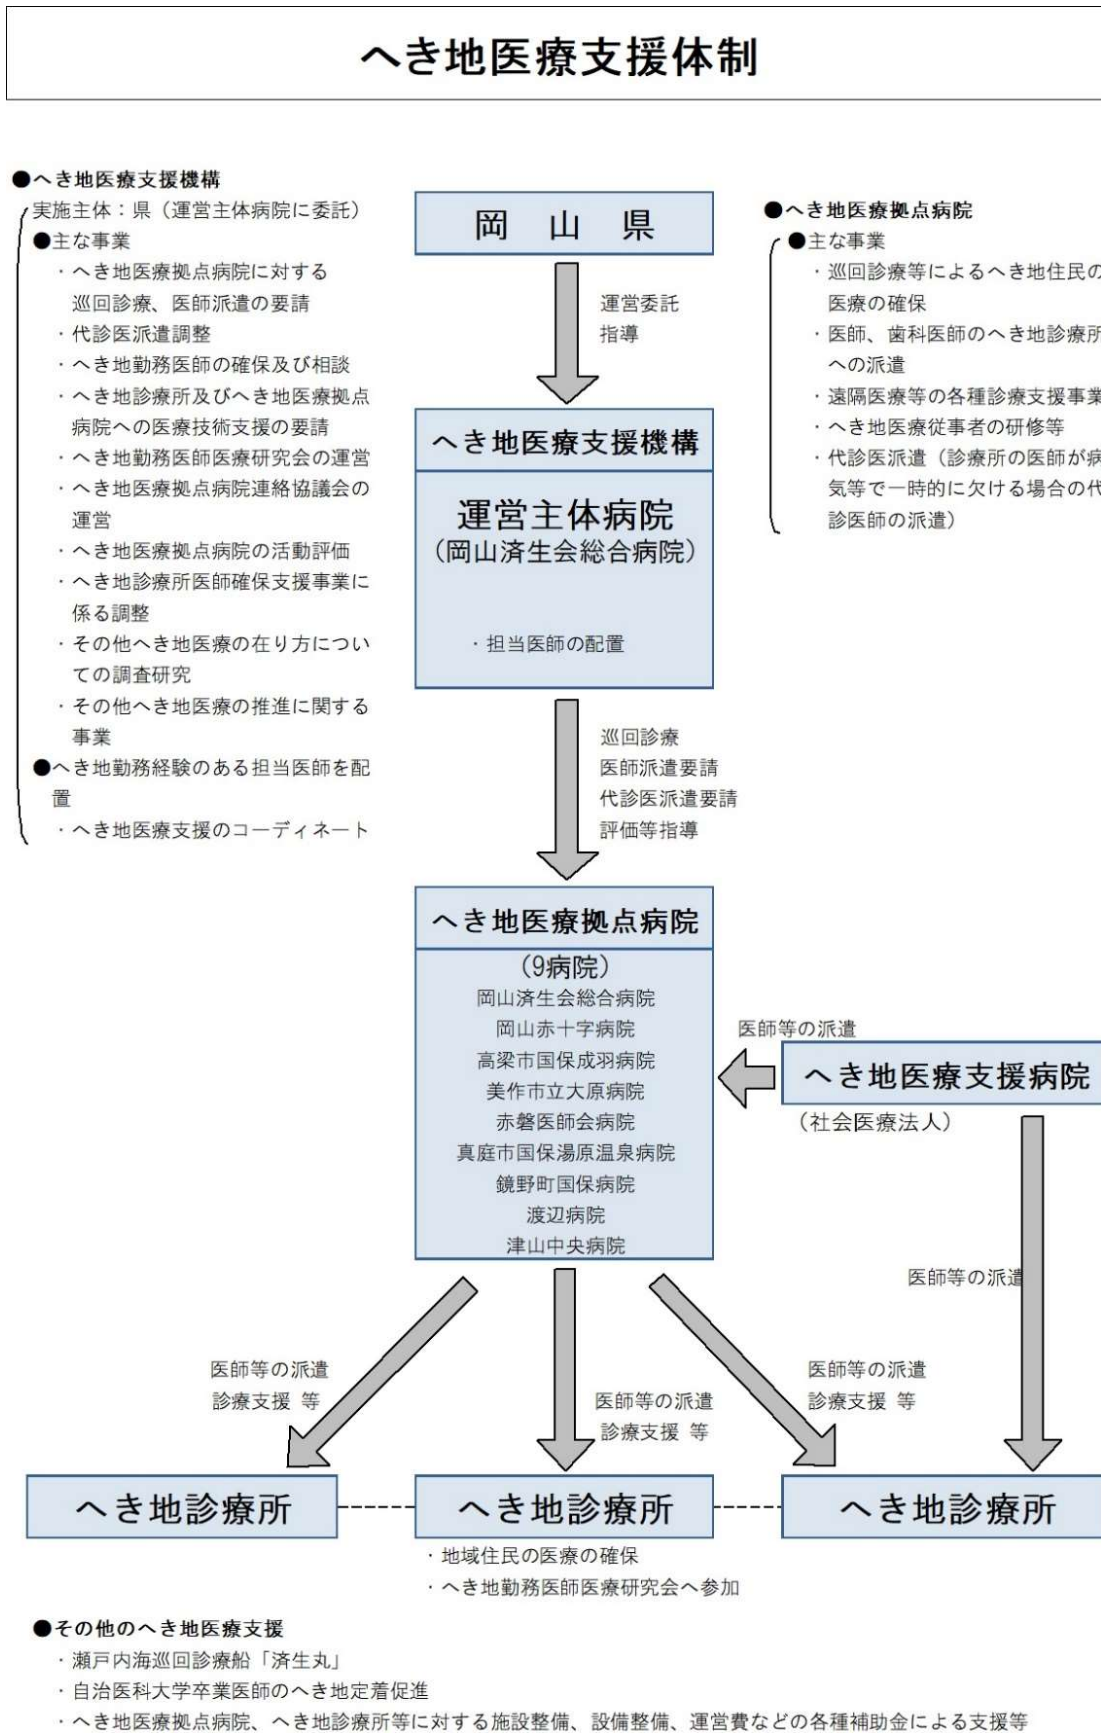 へき地医療支援体制
●へき地医療支援機構
実施主体：県（運営主体病院に委託）
●主な事業
・へき地医療拠点病院に対する
巡回診療、医師派遣の要請
・代診医派遣調整
・へき地勤務医師の確保及び相談
・へき地診療所及びへき地医療拠点
病院への医療技術支援の要請
・へき地勤務医師医療研究会の運営
・へき地医療拠点病院連絡協議会の
運営
・へき地医療拠点病院の活動評価
・へき地診療所医師確保支援事業に
係る調整
・その他へき地医療の在り方につい
ての調査研究
・その他へき地医療の推進に関する
事業
●へき地勤務経験のある担当医師を配
置
・へき地医療支援のコーディネート
岡　山　県
運営委託
指導
へき地医療支援機構
運営主体病院
（岡山済生会総合病院）
・担当医師の配置
●へき地医療拠点病院
●主な事業
・巡回診療等によるへき地住民の
医療の確保
・医師、歯科医師のへき地診療所
への派遣
・遠隔医療等の各種診療支援事業
・へき地医療従事者の研修等
・代診医派遣（診療所の医師が病
気等で一時的に欠ける場合の代
診医師の派遣）
巡回診療
医師派遣要請
代診医派遣要請
評価等指導
へき地医療拠点病院
（9病院）
岡山済生会総合病院
岡山赤十字病院
高梁市国保成羽病院
美作市立大原病院
赤磐医師会病院
真庭市国保湯原温泉病院
鏡野町国保病院
渡辺病院
津山中央病院
医師等の派遣
へき地医療支援病院
（社会医療法人）
医師等の派遣
医師等の派遣
診療支援 等
医師等の派遣
診療支援 等
医師等の派遣
診療支援 等
へき地診療所
へき地診療所
へき地診療所
・地域住民の医療の確保
・へき地勤務医師医療研究会へ参加
●その他のへき地医療支援
・瀬戸内海巡回診療船「済生丸」
・自治医科大学卒業医師のへき地定着促進
・へき地医療拠点病院、へき地診療所等に対する施設整備、設備整備、運営費などの各種補助金による支援等